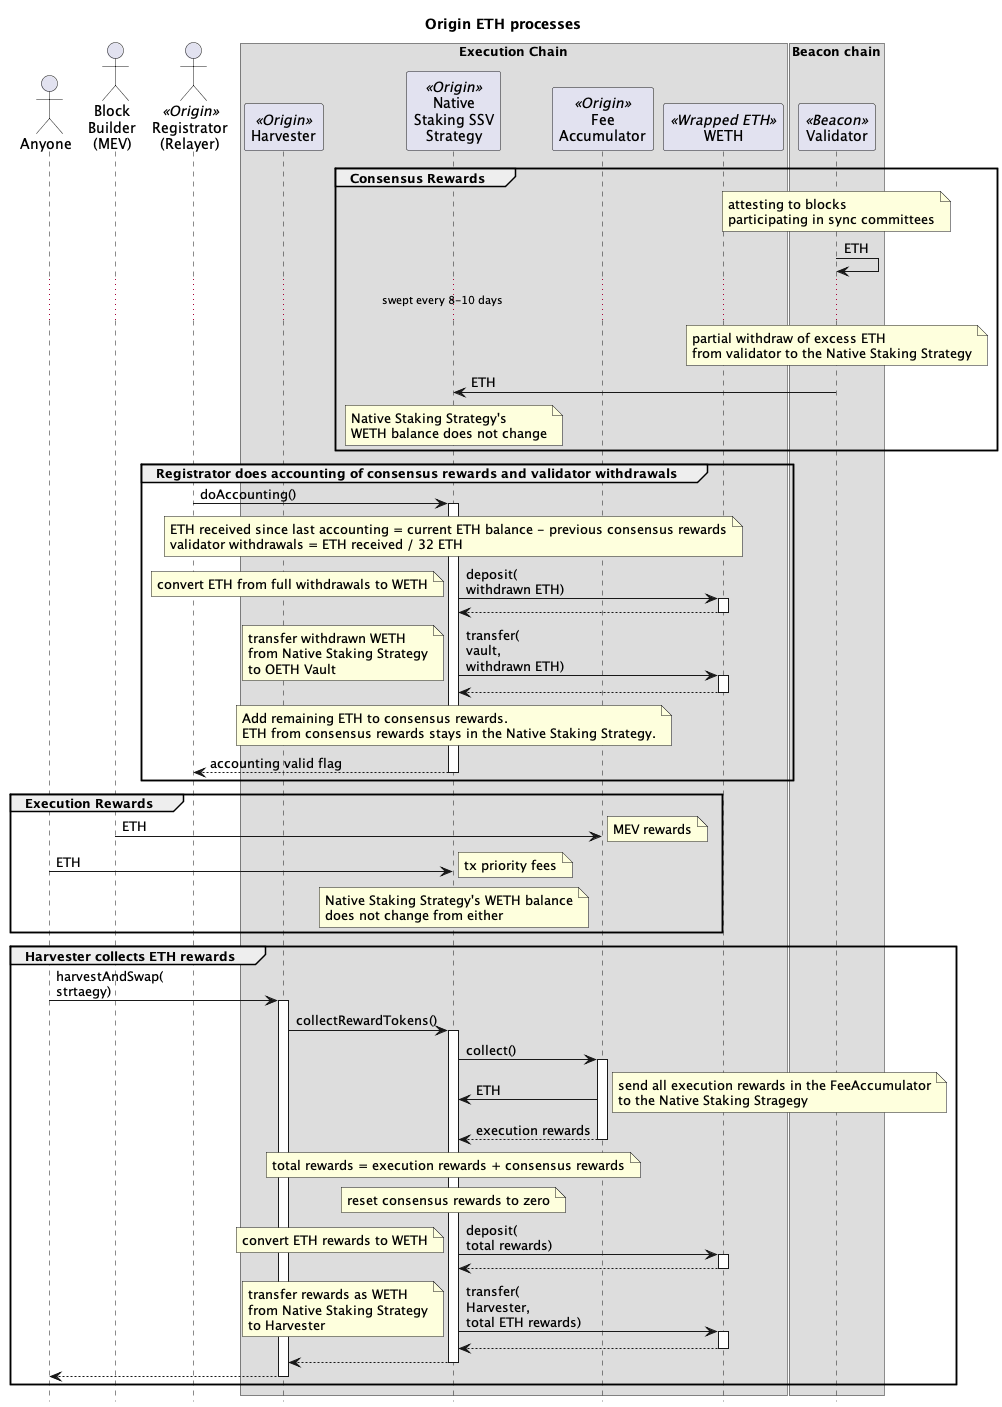 Origin ETH processes
Execution Chain
Beacon chain
Anyone
Block
Builder
(MEV)
«Origin»
Registrator
(Relayer)
«Origin»
Harvester
«Origin»
Native
Staking SSV
Strategy
«Origin»
Fee
Accumulator
«Wrapped ETH»
WETH
«Beacon»
Validator
Consensus Rewards
attesting to blocks
participating in sync committees
ETH
swept every 8-10 days
partial withdraw of excess ETH
from validator to the Native Staking Strategy
ETH
Native Staking Strategy's
WETH balance does not change
Registrator does accounting of consensus rewards and validator withdrawals
doAccounting()
ETH received since last accounting = current ETH balance - previous consensus rewards
validator withdrawals = ETH received / 32 ETH
convert ETH from full withdrawals to WETH
deposit(
withdrawn ETH)
transfer withdrawn WETH
from Native Staking Strategy
to OETH Vault
transfer(
vault,
withdrawn ETH)
Add remaining ETH to consensus rewards.
ETH from consensus rewards stays in the Native Staking Strategy.
accounting valid flag
Execution Rewards
ETH
MEV rewards
ETH
tx priority fees
Native Staking Strategy's WETH balance
does not change from either
Harvester collects ETH rewards
harvestAndSwap(
strtaegy)
collectRewardTokens()
collect()
ETH
send all execution rewards in the FeeAccumulator
to the Native Staking Stragegy
execution rewards
total rewards = execution rewards + consensus rewards
reset consensus rewards to zero
convert ETH rewards to WETH
deposit(
total rewards)
transfer rewards as WETH
from Native Staking Strategy
to Harvester
transfer(
Harvester,
total ETH rewards)